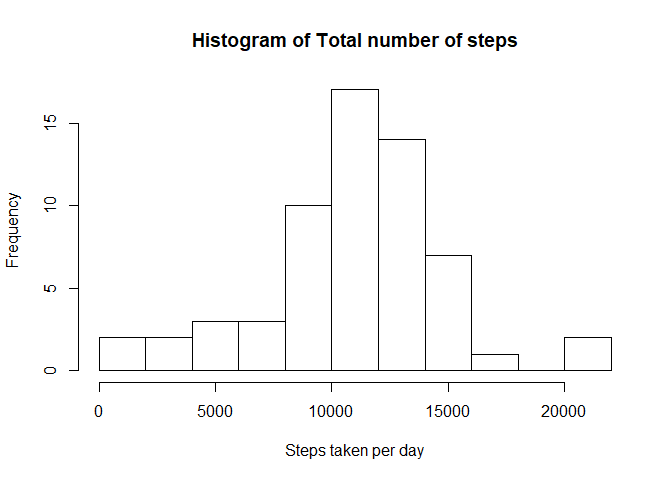 Histogram of Total number of steps
Frequency
15
10
5
0
0 5000 10000 15000 20000
Steps taken per day